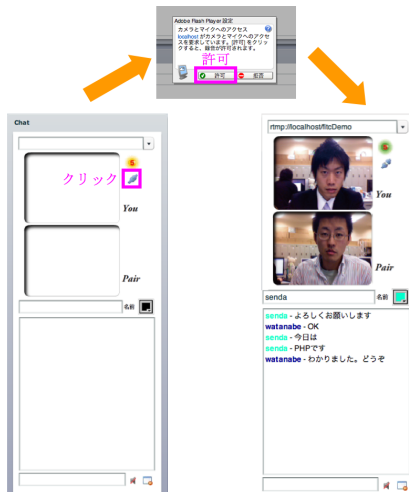 Adobe Flash Player 設定
カメラとマイクへのアクセス
localhost がカメラとマイクへのアクセ
スを要求しています。[許可] をクリッ
クすると、録音が許可されます。
許可
許可
拒否
Chat
S
クリック
You
Pair
名前
rtmp://localhost/fitcDemo
S
You
Pair
senda
名前
senda - よろしくお願いします
watanabe - OK
senda - 今日は
senda - PHPです
watanabe - わかりました。どうぞ